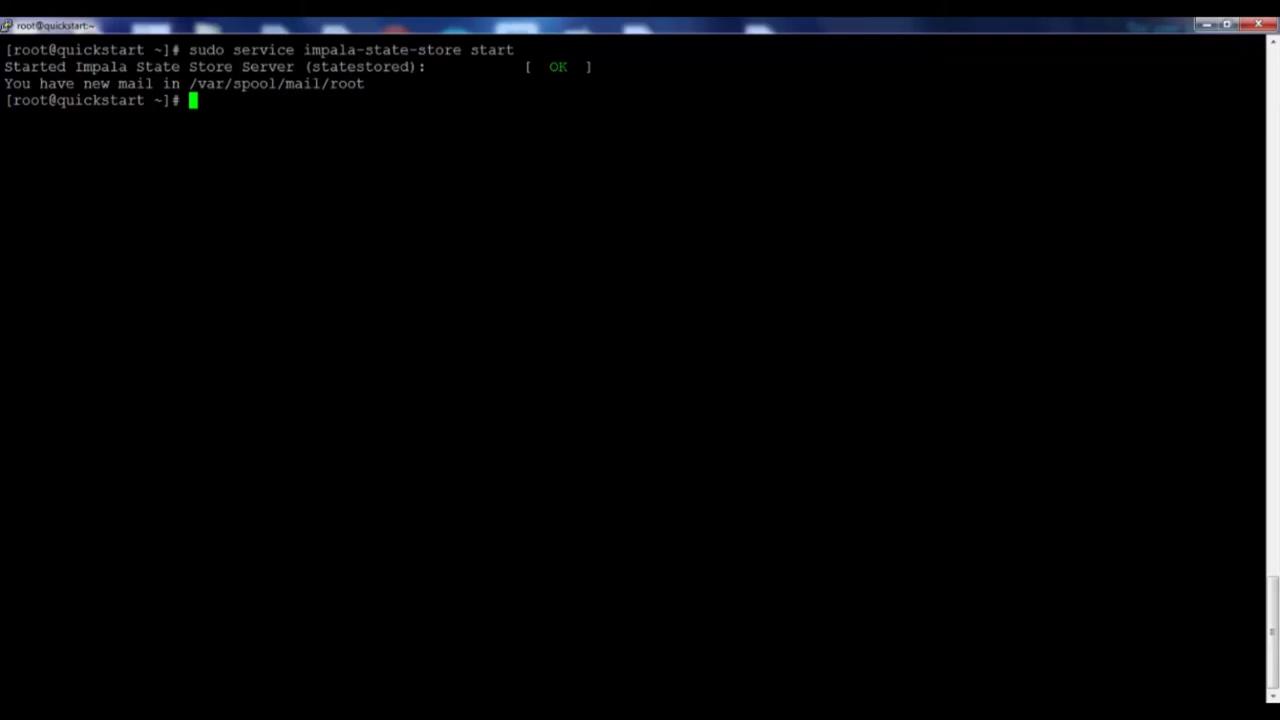 root@quickstart:~
[root@quickstart ~]# sudo service impala-state-store start
Started Impala State Store Server (statestored):            [  OK  ]
You have new mail in /var/spool/mail/root
[root@quickstart ~]#